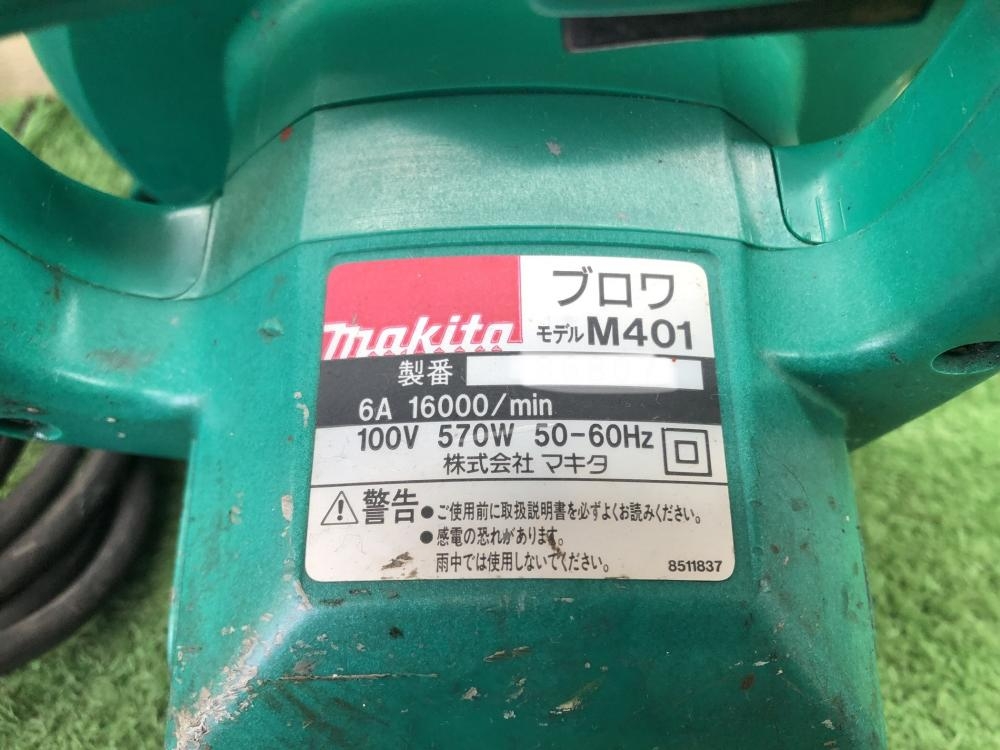 makita
ブロワ
モデル M401
製番
6A 16000/min
100V 570W 50-60Hz
株式会社 マキタ
警告 ●ご使用前に取扱説明書を必ずよくお読みください。
●感電の恐れがあります。
雨中では使用しないでください。
8511837